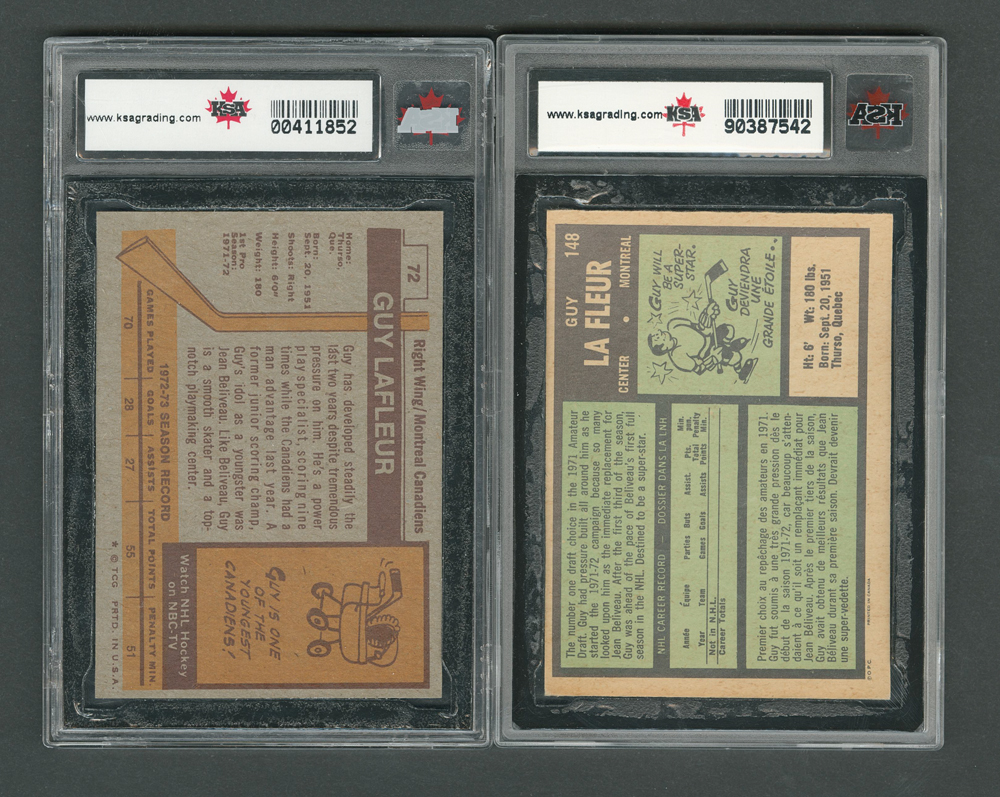 www.ksagrading.com
KSA
00411852
72
GUY LAFLEUR
Right Wing/Montreal Canadiens
Home:
Thurso,
Que.
Born:
Sept. 20, 1951
Shoots: Right
Height: 6'0"
Weight: 180
1st Pro
Season:
1971-72
Guy has developed steadily the
last two years despite tremendous
pressure on him. He's a power
play specialist, scoring nine
times while the Canadiens had a
man advantage last year. A
former junior scoring champ,
Guy's idol as a youngster was
Jean Beliveau. Like Beliveau, Guy
is a smooth skater and a top-
notch playmaking center.
1972-73 SEASON RECORD
GAMES PLAYED GOALS ASSISTS TOTAL POINTS PENALTY MIN.
70 28 27 55 51
GUY IS ONE
OF THE
YOUNGEST
CANADIENS!
Watch NHL Hockey
on NBC-TV
★ © TCG PRTD. IN U.S.A.
www.ksagrading.com
KSA
90387542
KSA
148
GUY
LA FLEUR
CENTER • MONTREAL
GUY WILL
BE A
SUPER-
STAR.
GUY
DEVIENDRA
UNE
GRANDE ÉTOILE..
Ht: 6' Wt: 180 lbs.
Born: Sept. 20, 1951
Thurso, Quebec
The number one draft choice in the 1971 Amateur
Draft. Guy had pressure built all around him as he
started the 1971-72 campaign because so many
looked upon him as the immediate replacement for
Jean Beliveau. After the first third of the season,
Guy was ahead of the pace of Beliveau's first full
season in the NHL. Destined to be a super-star.
NHL CAREER RECORD — DOSSIER DANS LA LNH
Année Équipe Parties Buts Assist. Pts. Min. pun.
Year Team Games Goals Assists Total Points Penalty Min.
Not in N.H.L.
Career Totals
Premier choix au repêchage des amateurs en 1971.
Guy fut soumis à une très grande pression dès le
début de la saison 1971-72, car beaucoup s'atten-
daient à ce qu'il soit un remplaçant immédiat pour
Jean Béliveau. Après le premier tiers de la saison,
Guy avait obtenu de meilleurs résultats que Jean
Béliveau durant sa première saison. Devrait devenir
une super-vedette.
© O.P.C. PRINTED IN CANADA